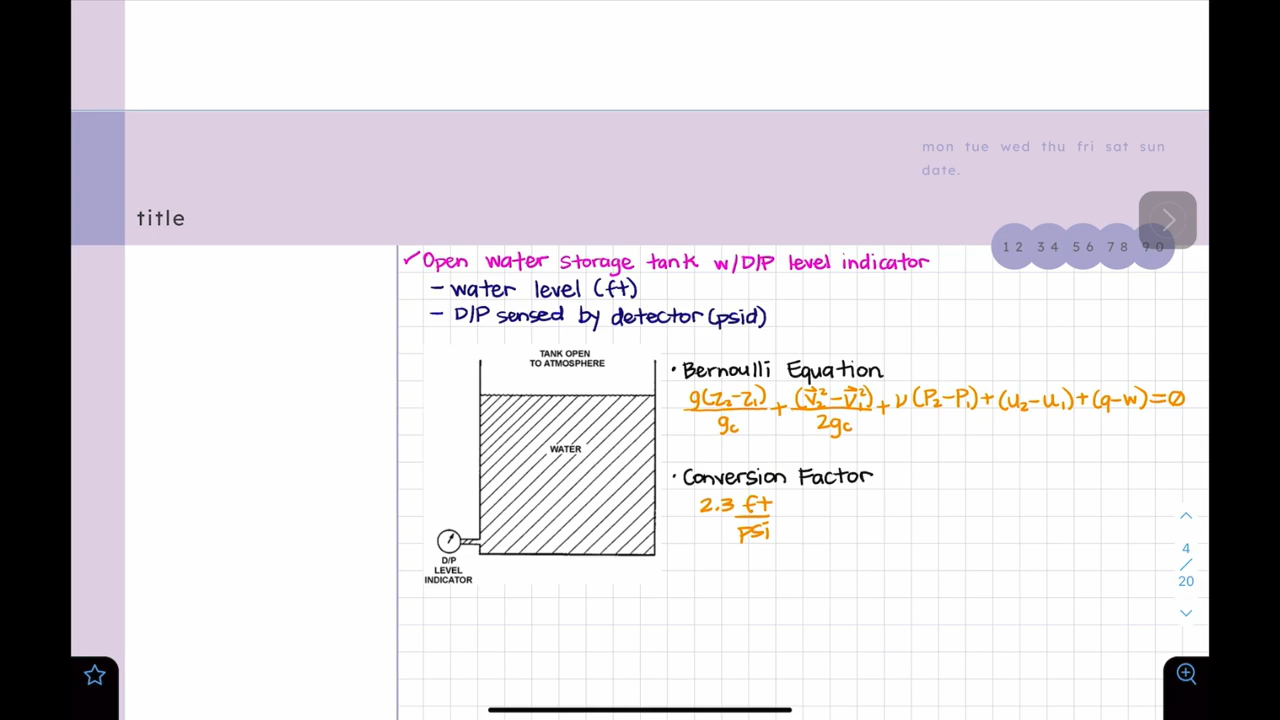 mon tue wed thu fri sat sun
date.
title
12 34 56 78 90
✓Open water storage tank w/D/P level indicator
- water level (ft)
- D/P sensed by detector (psid)
TANK OPEN
TO ATMOSPHERE
WATER
D/P
LEVEL
INDICATOR
· Bernoulli Equation
g(z₂-z₁)/gc + (v⃗₂²-v⃗₁²)/2gc + ν(P₂-P₁)+(u₂-u₁)+(q-w)=0
· Conversion Factor
2.3 ft/psi
4
/
20